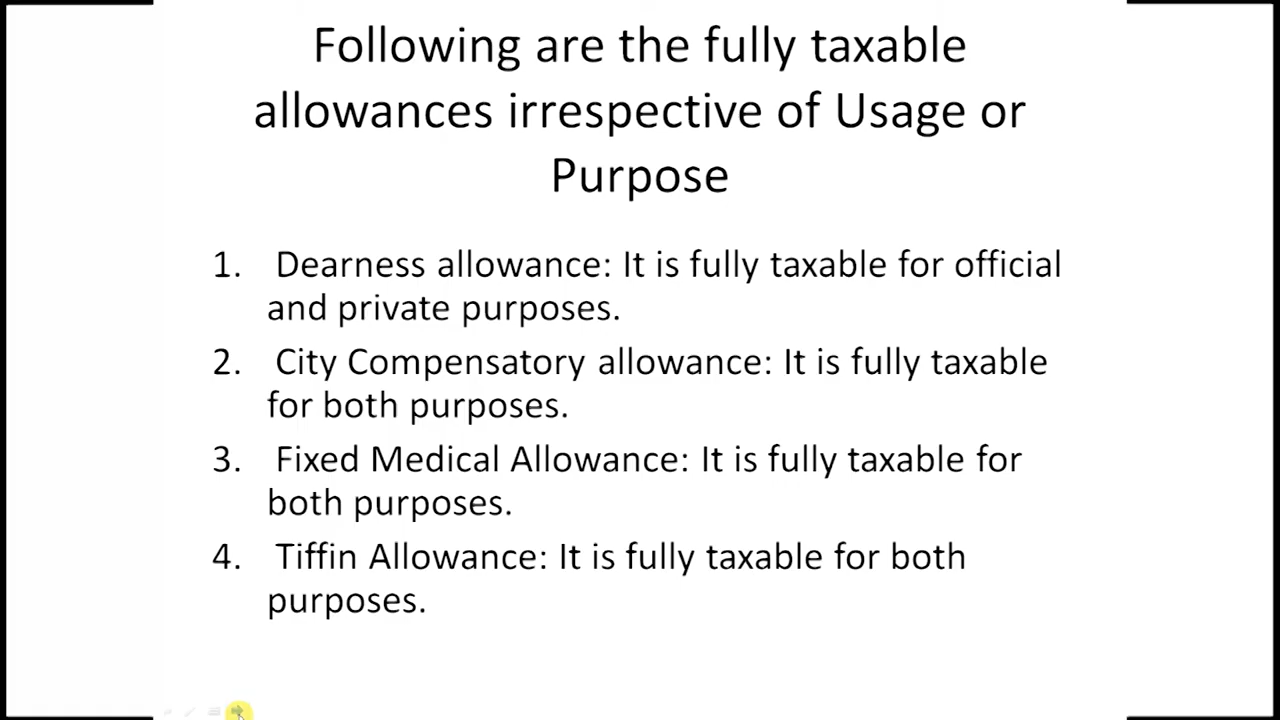 Following are the fully taxable
allowances irrespective of Usage or
Purpose
1. Dearness allowance: It is fully taxable for official
and private purposes.
2. City Compensatory allowance: It is fully taxable
for both purposes.
3. Fixed Medical Allowance: It is fully taxable for
both purposes.
4. Tiffin Allowance: It is fully taxable for both
purposes.